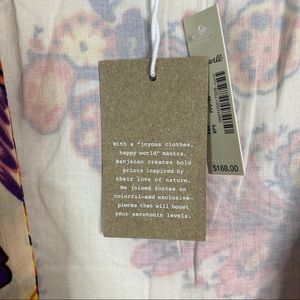 With a "joyous clothes,
happy world" mantra,
Banjanan creates bold
prints inspired by
their love of nature.
We joined forces on
colorful—and exclusive—
pieces that will boost
your serotonin levels.
$168.00